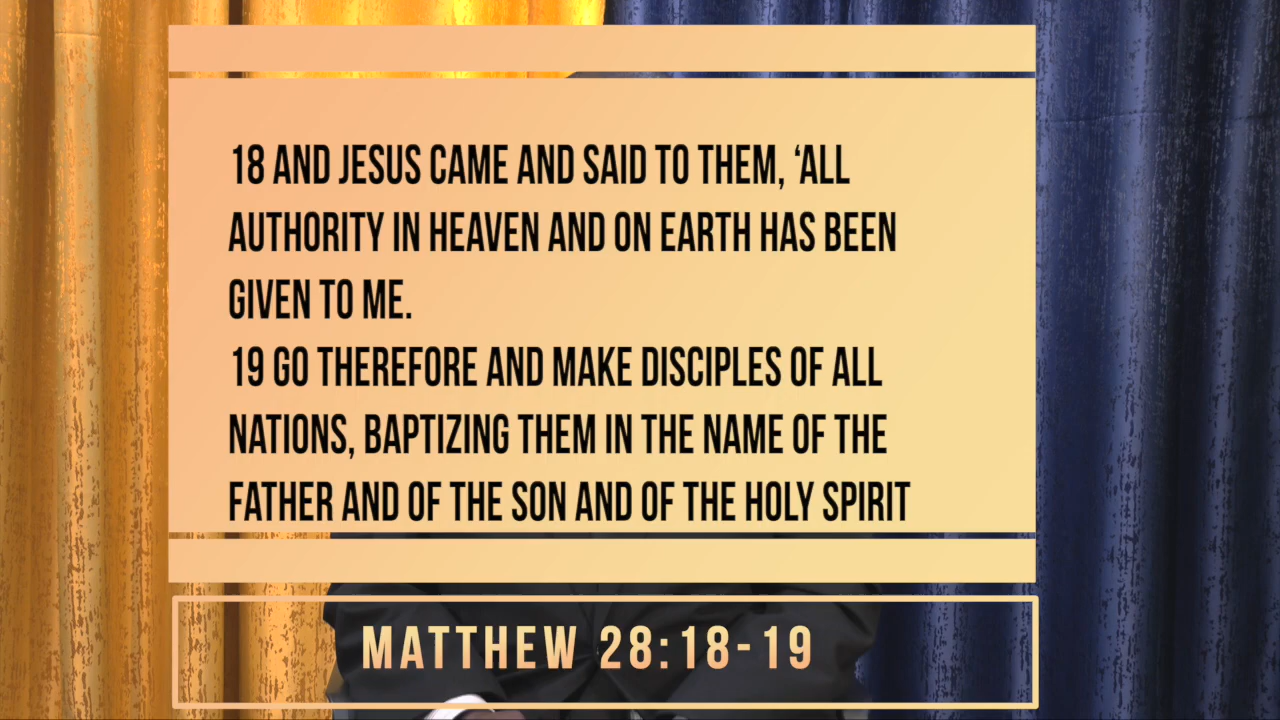 18 AND JESUS CAME AND SAID TO THEM, ‘ALL
AUTHORITY IN HEAVEN AND ON EARTH HAS BEEN
GIVEN TO ME.
19 GO THEREFORE AND MAKE DISCIPLES OF ALL
NATIONS, BAPTIZING THEM IN THE NAME OF THE
FATHER AND OF THE SON AND OF THE HOLY SPIRIT
MATTHEW 28:18-19